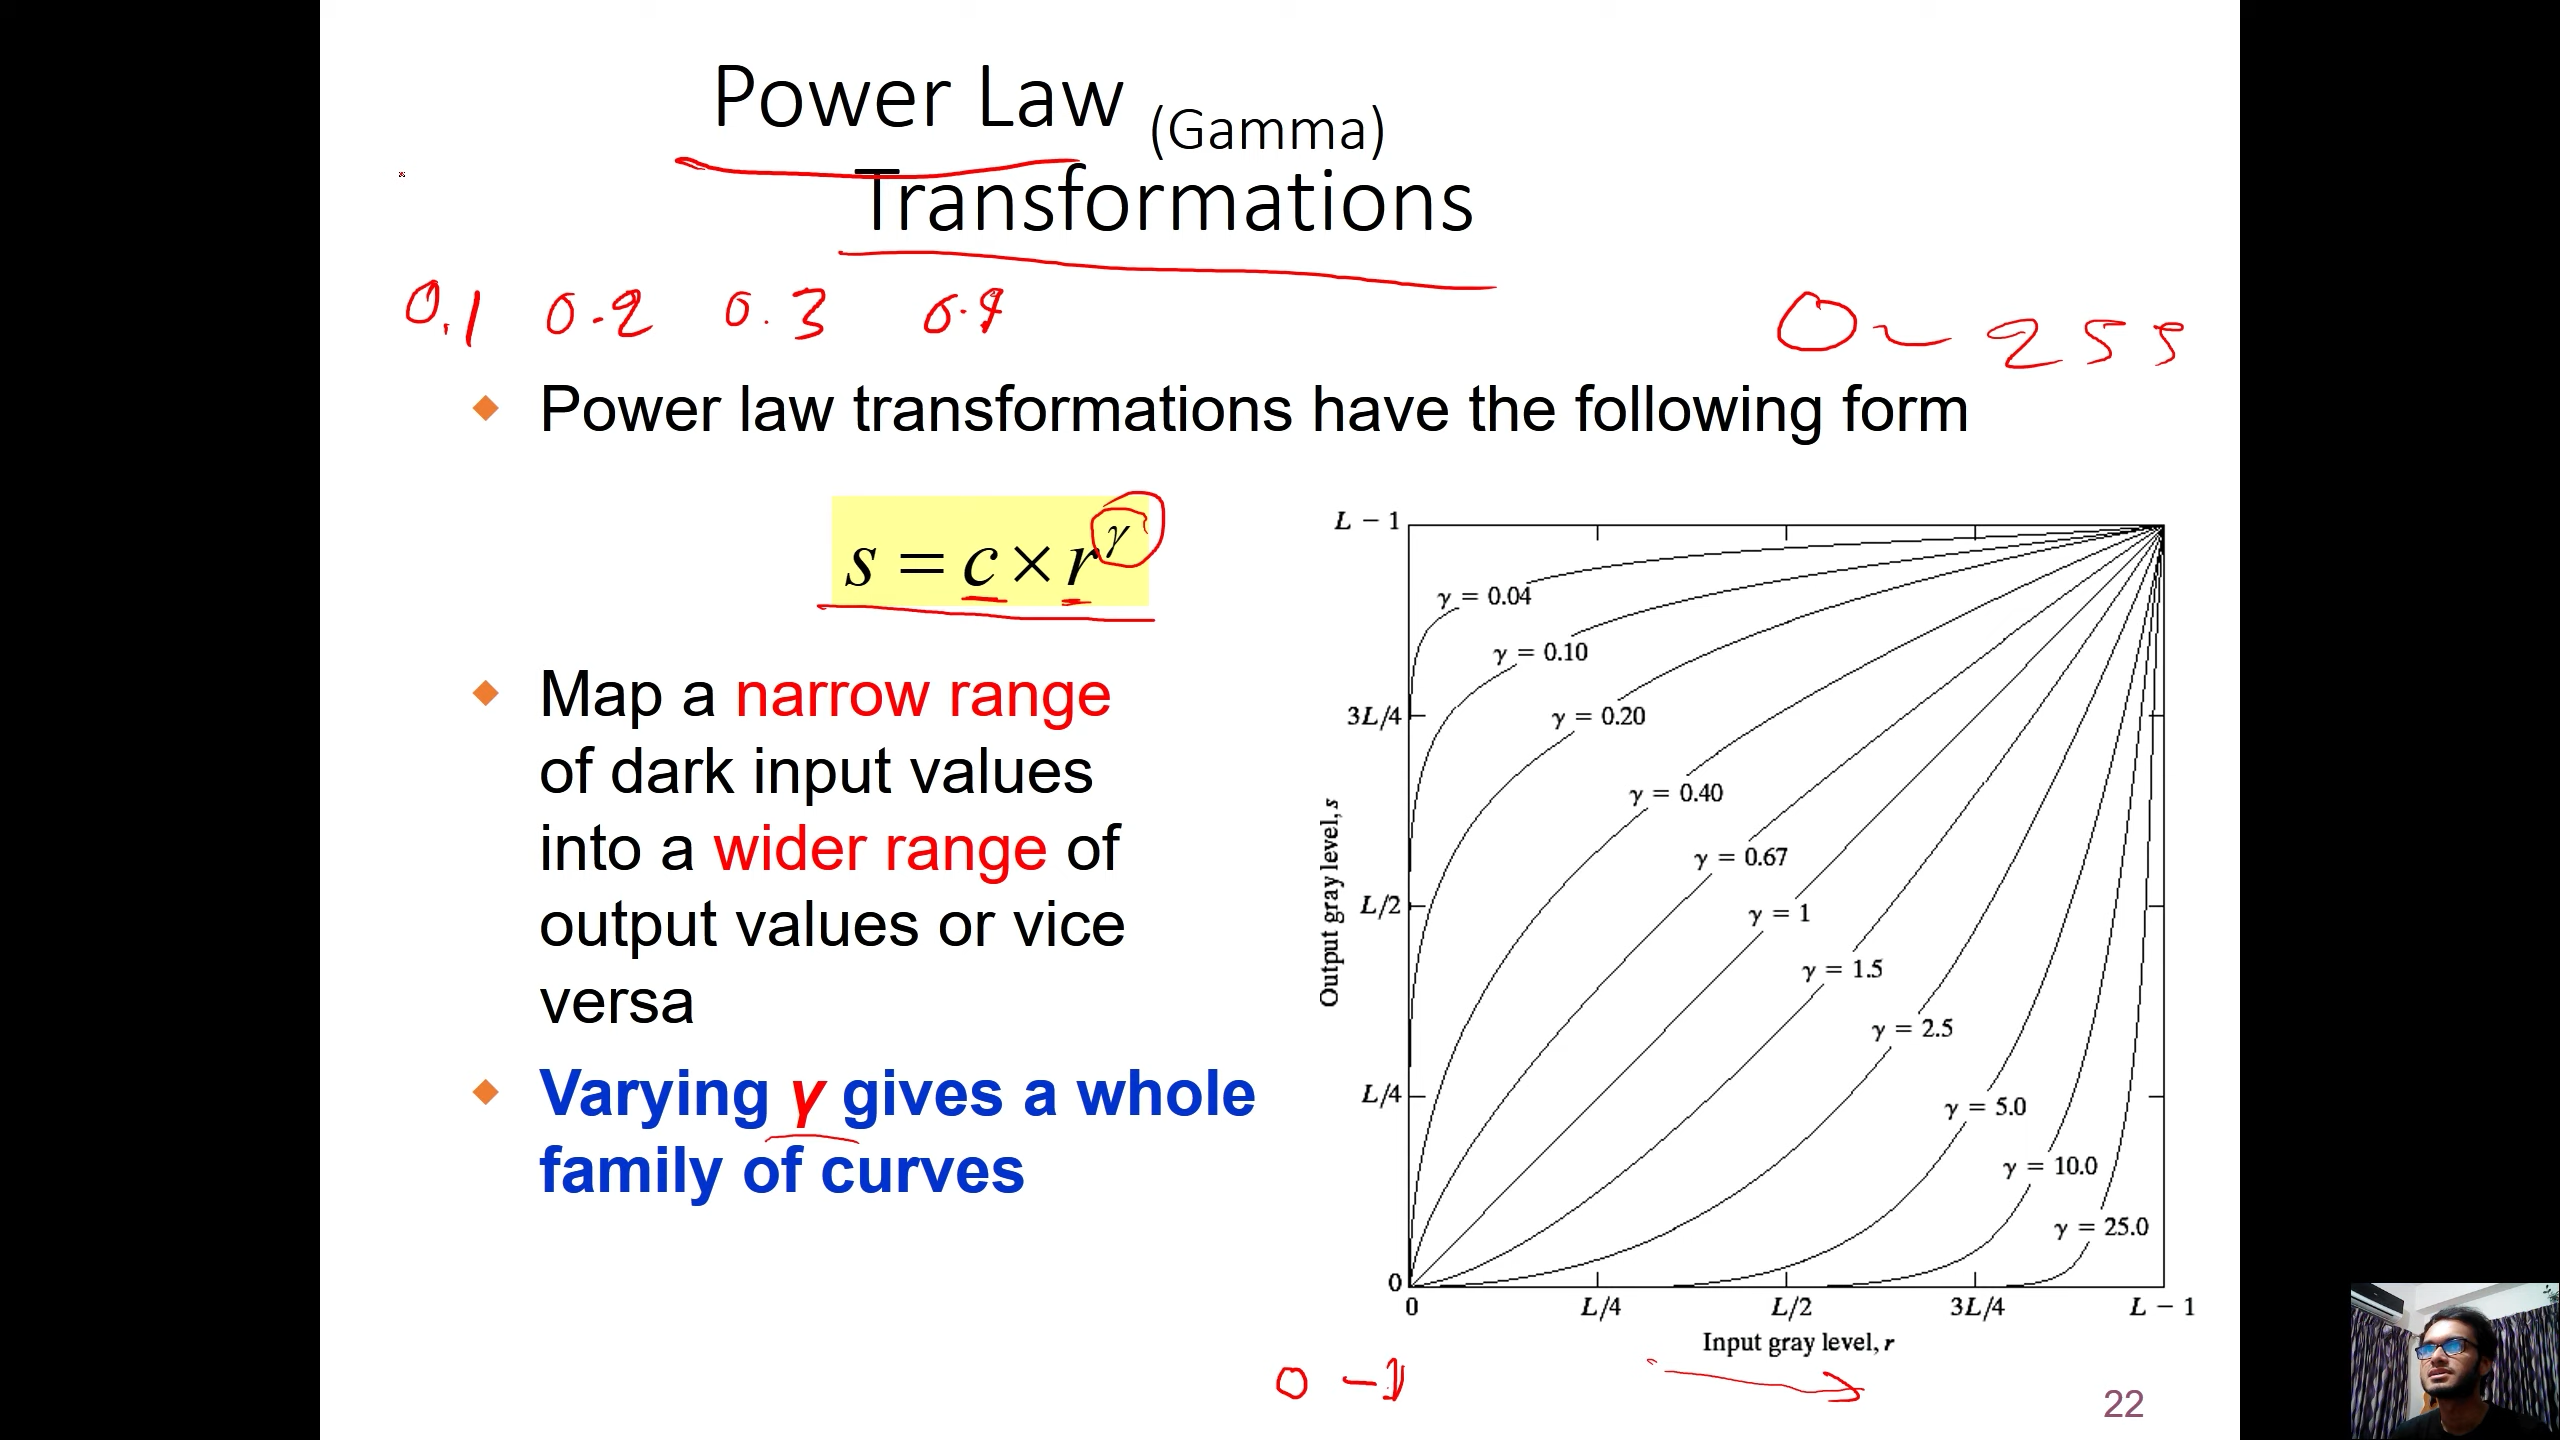 Power Law (Gamma)
Transformations
0.1 0.2 0.3 0.4
0 ~ 255
Power law transformations have the following form
s = c × r^γ
Map a narrow range
of dark input values
into a wider range of
output values or vice
versa
Varying γ gives a whole
family of curves
L − 1
3L/4
L/2
L/4
0
Output gray level, s
γ = 0.04
γ = 0.10
γ = 0.20
γ = 0.40
γ = 0.67
γ = 1
γ = 1.5
γ = 2.5
γ = 5.0
γ = 10.0
γ = 25.0
0 L/4 L/2 3L/4 L − 1
Input gray level, r
0 - 1
22